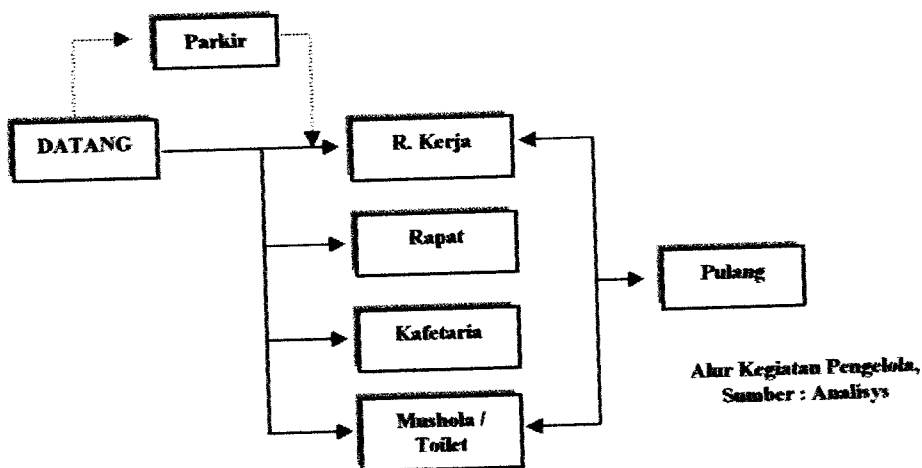 Parkir
DATANG
R. Kerja
Rapat
Kafetaria
Mushola /
Toilet
Pulang
Alur Kegiatan Pengelola,
Sumber : Analisys